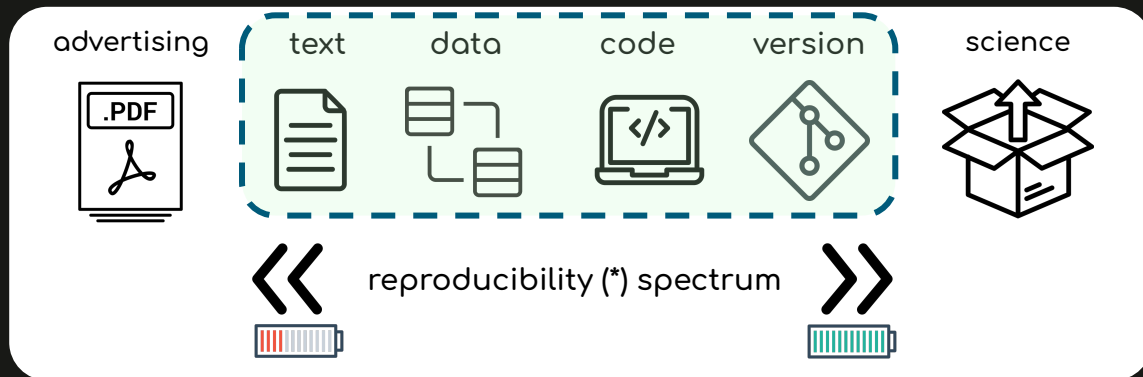 advertising
text
data
code
version
science
.PDF
</>
reproducibility (*) spectrum